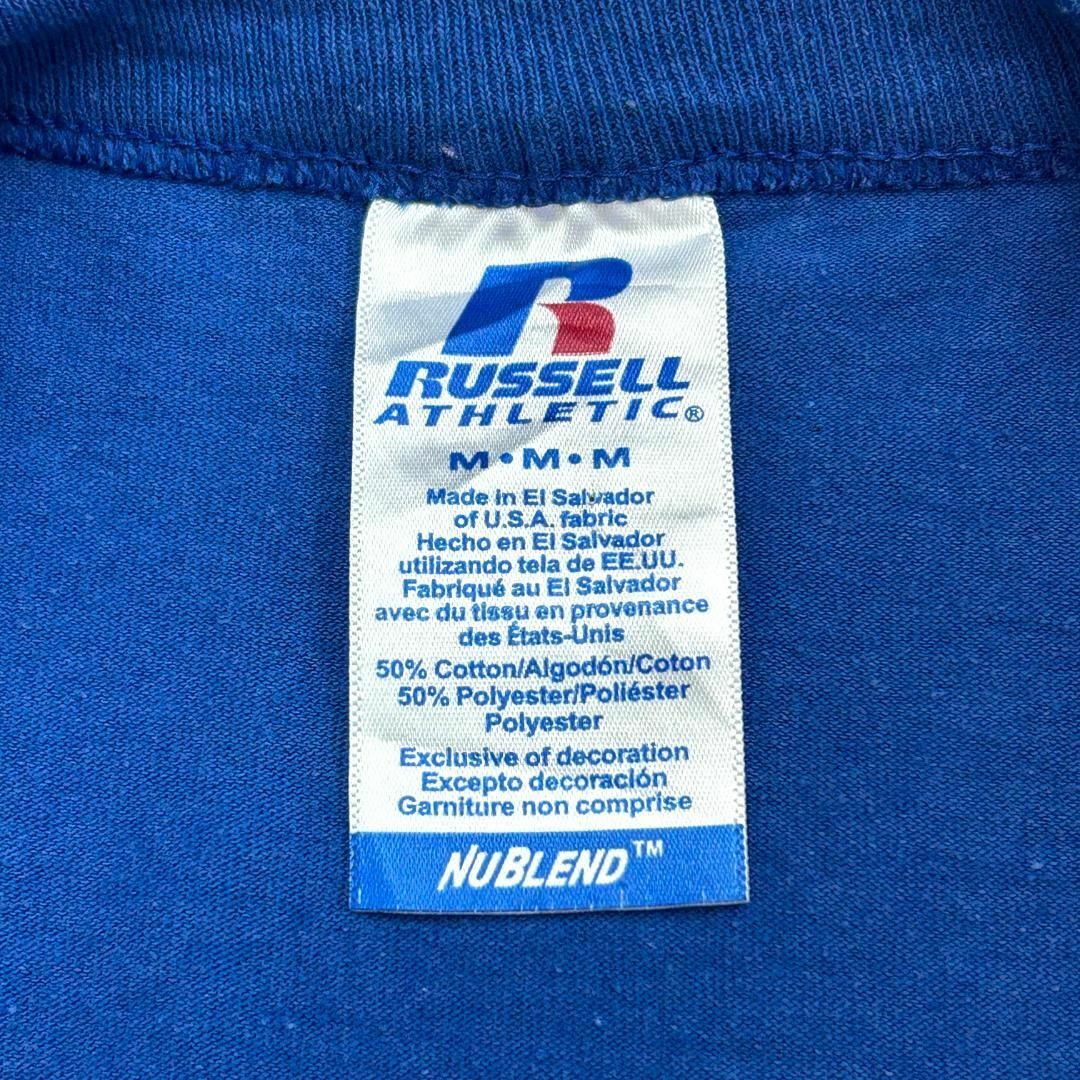 R
RUSSELL
ATHLETIC®
M•M•M
Made in El Salvador
of U.S.A. fabric
Hecho en El Salvador
utilizando tela de EE.UU.
Fabriqué au El Salvador
avec du tissu en provenance
des États-Unis
50% Cotton/Algodón/Coton
50% Polyester/Poliéster
Polyester
Exclusive of decoration
Excepto decoración
Garniture non comprise
NUBLEND™